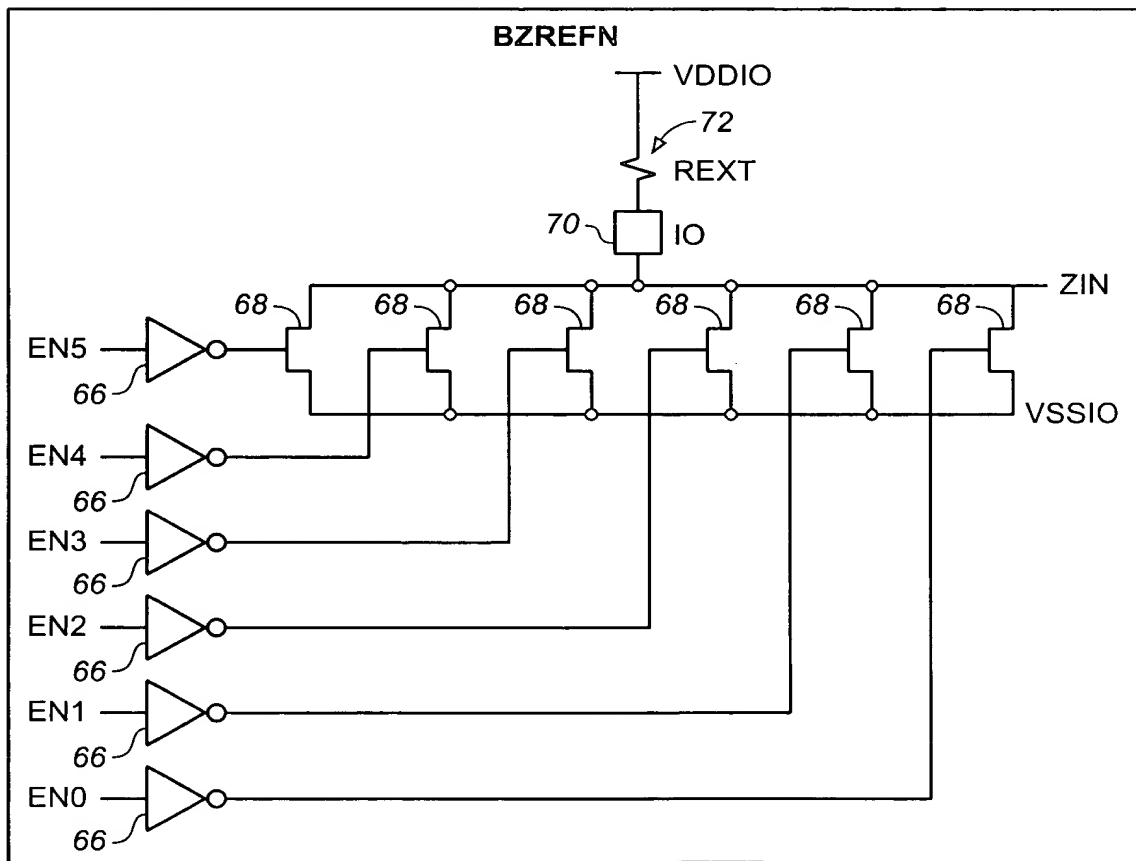 BZREFN
VDDIO
72
REXT
70
IO
ZIN
68 68 68 68 68 68
EN5
66
VSSIO
EN4
66
EN3
66
EN2
66
EN1
66
EN0
66